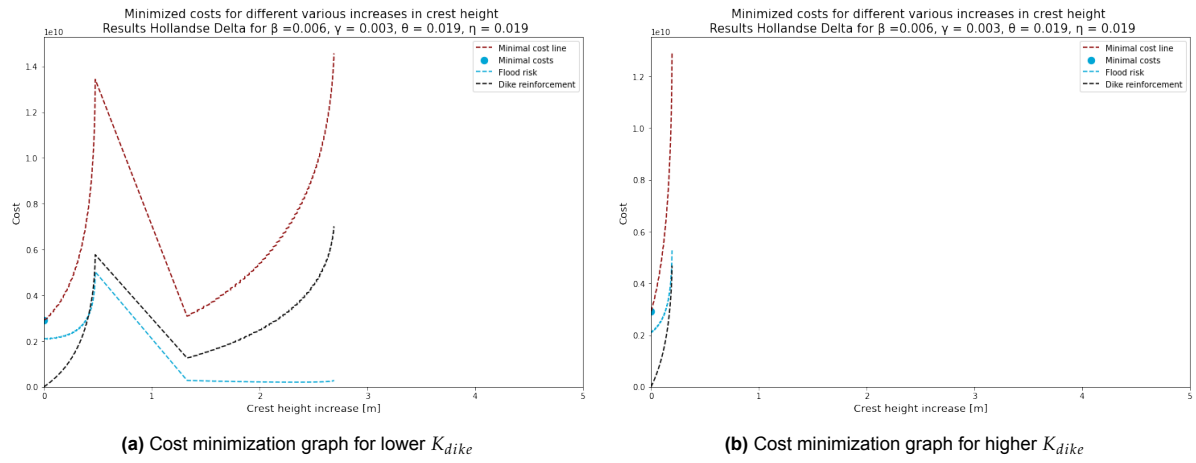 Minimized costs for different various increases in crest height
Results Hollandse Delta for β =0.006, γ = 0.003, θ = 0.019, η = 0.019
1e10
Minimal cost line
Minimal costs
Flood risk
Dike reinforcement
1.4
1.2
1.0
0.8
0.6
0.4
0.2
0.0
Cost
0 1 2 3 4 5
Crest height increase [m]
(a) Cost minimization graph for lower K_dike
Minimized costs for different various increases in crest height
Results Hollandse Delta for β =0.006, γ = 0.003, θ = 0.019, η = 0.019
1e10
Minimal cost line
Minimal costs
Flood risk
Dike reinforcement
1.2
1.0
0.8
0.6
0.4
0.2
0.0
Cost
0 1 2 3 4 5
Crest height increase [m]
(b) Cost minimization graph for higher K_dike